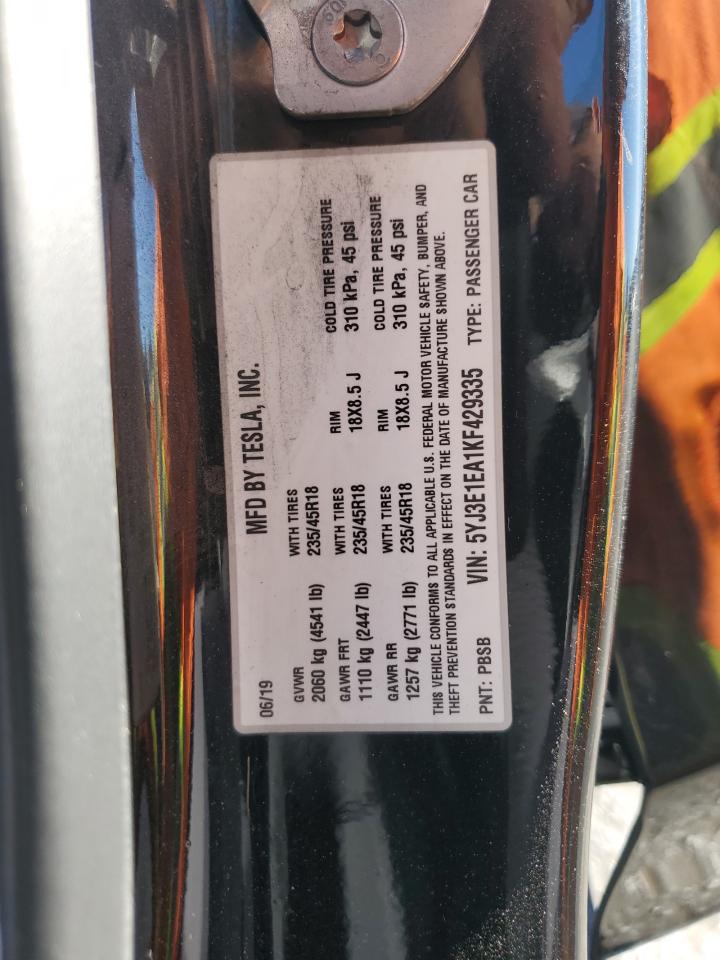 06/19 MFD BY TESLA, INC.
GVWR WITH TIRES
2060 kg (4541 lb) 235/45R18
GAWR FRT WITH TIRES RIM COLD TIRE PRESSURE
1110 kg (2447 lb) 235/45R18 18X8.5 J 310 kPa, 45 psi
GAWR RR WITH TIRES RIM COLD TIRE PRESSURE
1257 kg (2771 lb) 235/45R18 18X8.5 J 310 kPa, 45 psi
THIS VEHICLE CONFORMS TO ALL APPLICABLE U.S. FEDERAL MOTOR VEHICLE SAFETY, BUMPER, AND
THEFT PREVENTION STANDARDS IN EFFECT ON THE DATE OF MANUFACTURE SHOWN ABOVE.
PNT: PBSB VIN: 5YJ3E1EA1KF429335 TYPE: PASSENGER CAR